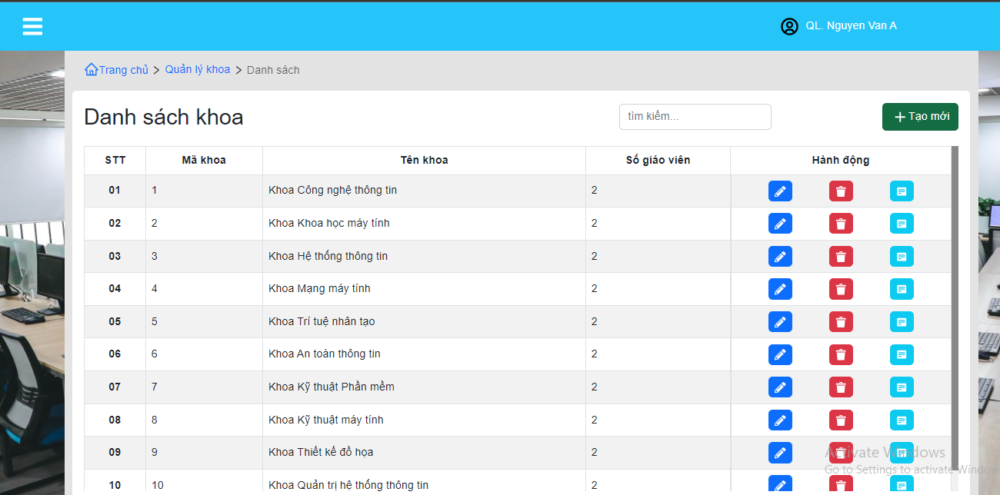 QL. Nguyen Van A
Trang chủ > Quản lý khoa > Danh sách
Danh sách khoa
tìm kiếm...
+ Tạo mới
STT Mã khoa Tên khoa Số giáo viên Hành động
01 1 Khoa Công nghệ thông tin 2
02 2 Khoa Khoa học máy tính 2
03 3 Khoa Hệ thống thông tin 2
04 4 Khoa Mạng máy tính 2
05 5 Khoa Trí tuệ nhân tạo 2
06 6 Khoa An toàn thông tin 2
07 7 Khoa Kỹ thuật Phần mềm 2
08 8 Khoa Kỹ thuật máy tính 2
09 9 Khoa Thiết kế đồ họa 2
10 10 Khoa Quản trị hệ thống thông tin 2
Activate Windows
Go to Settings to activate Window